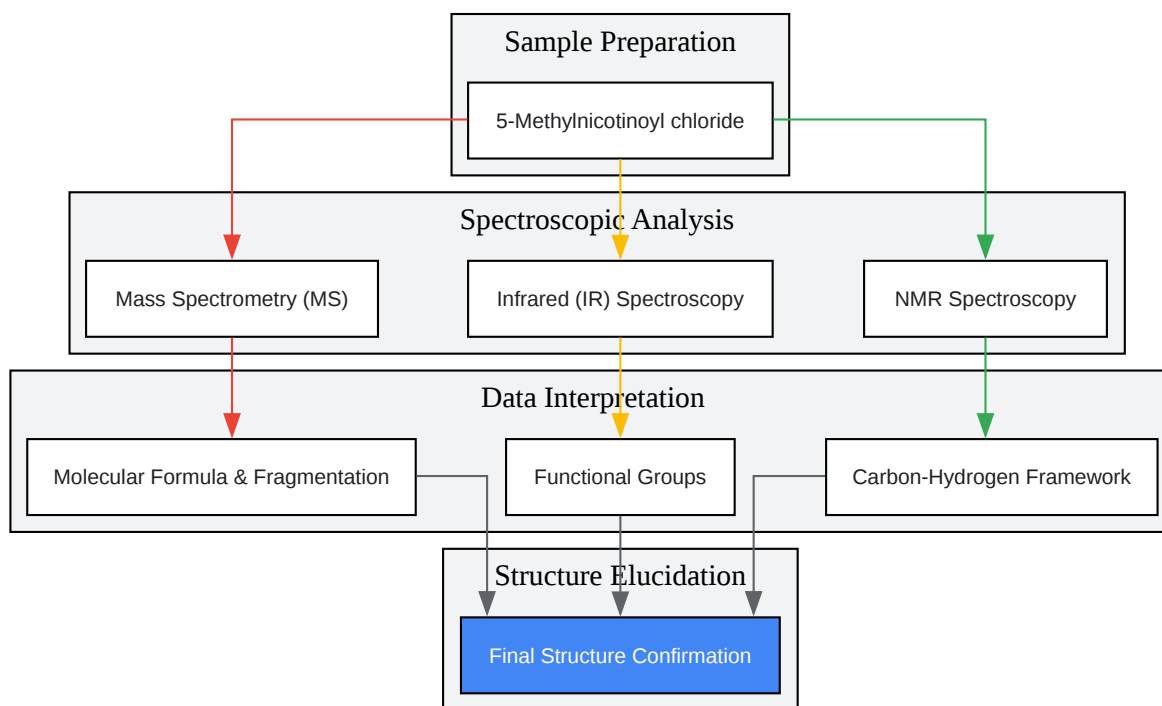 Sample Preparation
5-Methylnicotinoyl chloride
Spectroscopic Analysis
Mass Spectrometry (MS)
Infrared (IR) Spectroscopy
NMR Spectroscopy
Data Interpretation
Molecular Formula & Fragmentation
Functional Groups
Carbon-Hydrogen Framework
Structure Elucidation
Final Structure Confirmation